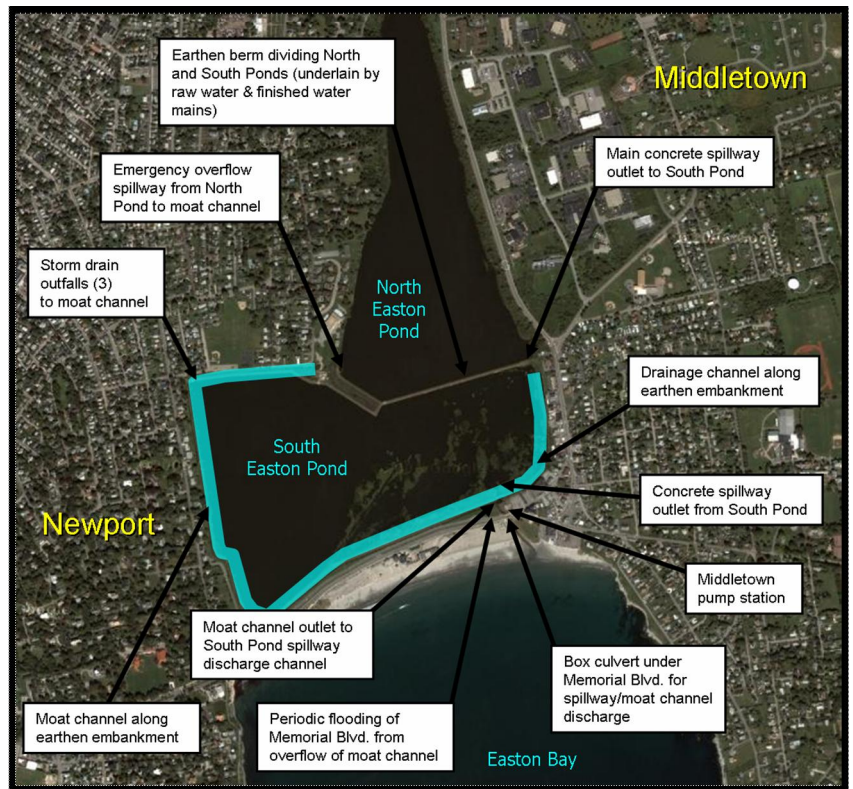 Earthen berm dividing North
and South Ponds (underlain by
raw water & finished water
mains)
Middletown
Emergency overflow
spillway from North
Pond to moat channel
Main concrete spillway
outlet to South Pond
Storm drain
outfalls (3)
to moat channel
North
Easton
Pond
Drainage channel along
earthen embankment
South
Easton Pond
Concrete spillway
outlet from South Pond
Newport
Middletown
pump station
Moat channel outlet to
South Pond spillway
discharge channel
Box culvert under
Memorial Blvd. for
spillway/moat channel
discharge
Moat channel along
earthen embankment
Periodic flooding of
Memorial Blvd. from
overflow of moat channel
Easton Bay